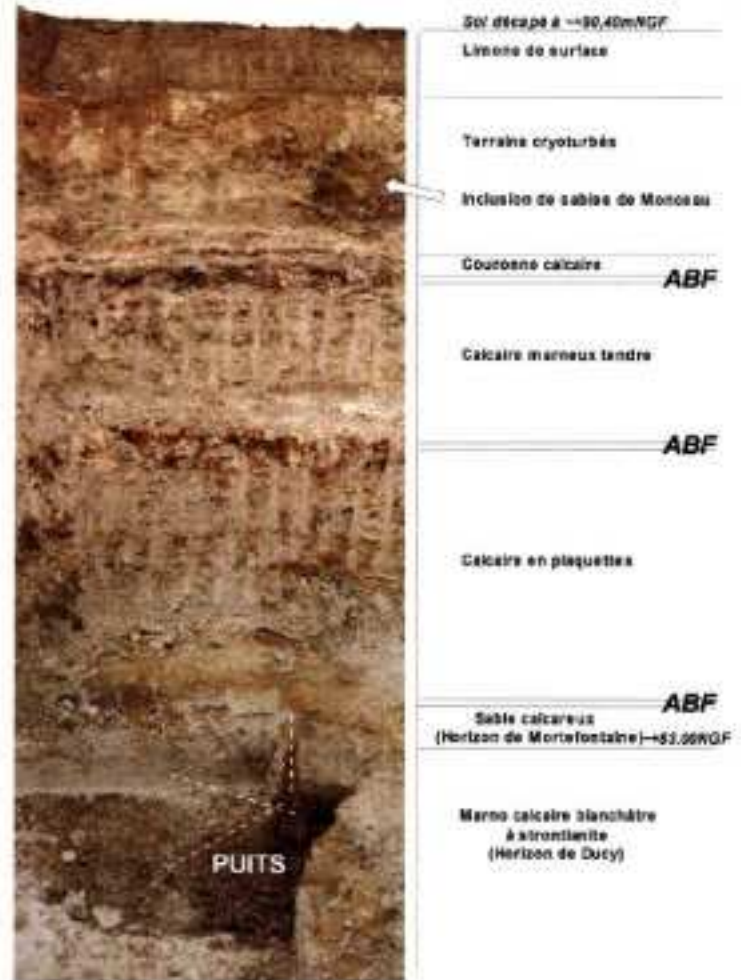 Sol décapé à ~+90,40mNGF
Limons de surface
Terrains cryoturbés
Inclusion de sables de Monceau
Couronne calcaire
ABF
Calcaire marneux tendre
ABF
Calcaire en plaquettes
ABF
Sable calcareux
(Horizon de Mortefontaine)
Marno calcaire blanchâtre
à strontianite
(Horizon de Ducy)
PUITS